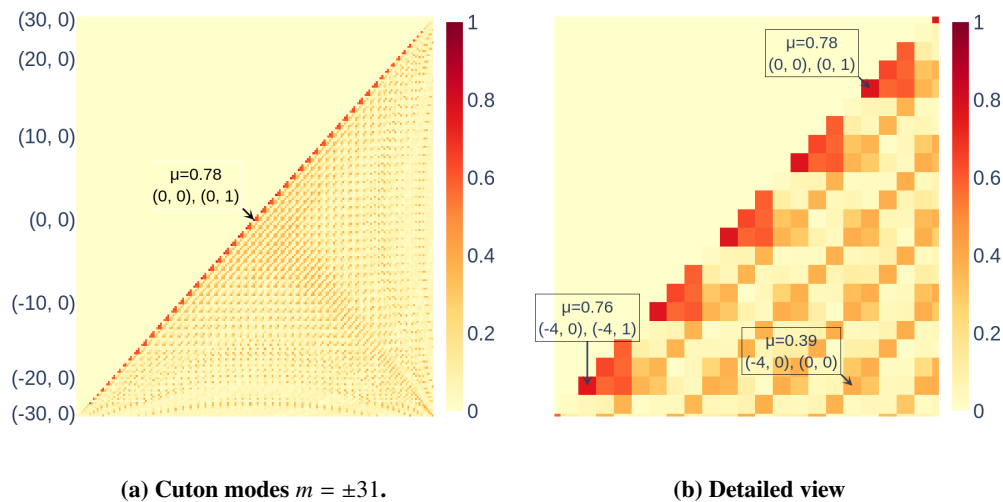 (30, 0)
(20, 0)
(10, 0)
(0, 0)
(-10, 0)
(-20, 0)
(-30, 0)
μ=0.78
(0, 0), (0, 1)
1
0.8
0.6
0.4
0.2
0
μ=0.78
(0, 0), (0, 1)
μ=0.76
(-4, 0), (-4, 1)
μ=0.39
(-4, 0), (0, 0)
1
0.8
0.6
0.4
0.2
0
(a) Cuton modes m = ±31.
(b) Detailed view